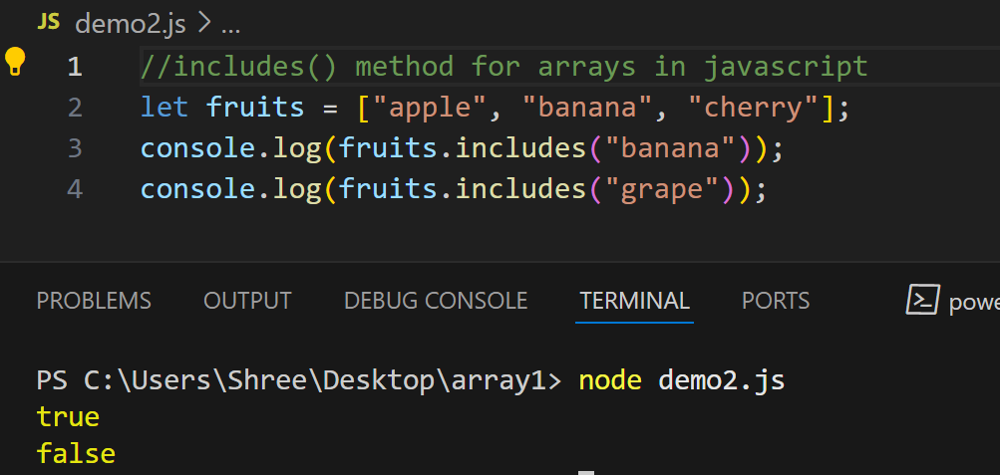 JS demo2.js > ...
1 //includes() method for arrays in javascript
2 let fruits = ["apple", "banana", "cherry"];
3 console.log(fruits.includes("banana"));
4 console.log(fruits.includes("grape"));
PROBLEMS OUTPUT DEBUG CONSOLE TERMINAL PORTS powe
PS C:\Users\Shree\Desktop\array1> node demo2.js
true
false